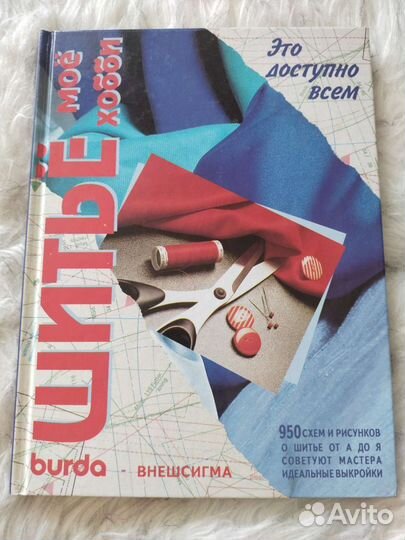 ШИТЬЁ
моё
хобби
Это
доступно
всем
950 СХЕМ И РИСУНКОВ
О ШИТЬЕ ОТ А ДО Я
СОВЕТУЮТ МАСТЕРА
ИДЕАЛЬНЫЕ ВЫКРОЙКИ
burda - ВНЕШСИГМА
Avito